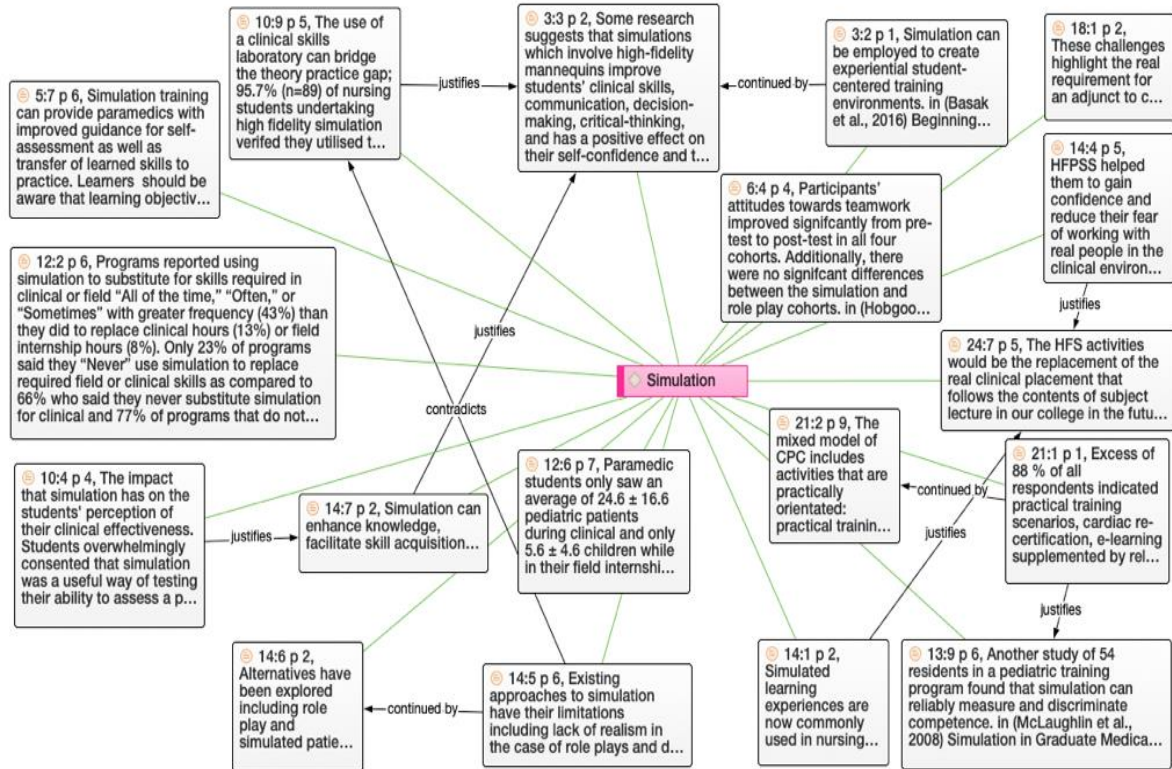 10:9 p 5, The use of
a clinical skills
laboratory can bridge
the theory practice gap;
95.7% (n=89) of nursing
students undertaking
high fidelity simulation
verifed they utilised t...
justifies
3:3 p 2, Some research
suggests that simulations
which involve high-fidelity
mannequins improve
students' clinical skills,
communication, decision-
making, critical-thinking,
and has a positive effect on
their self-confidence and t...
continued by
3:2 p 1, Simulation can
be employed to create
experiential student-
centered training
environments. in (Basak
et al., 2016) Beginning...
18:1 p 2,
These challenges
highlight the real
requirement for
an adjunct to c...
5:7 p 6, Simulation training
can provide paramedics with
improved guidance for self-
assessment as well as
transfer of learned skills to
practice. Learners should be
aware that learning objectiv...
14:4 p 5,
HFPSS helped
them to gain
confidence and
reduce their fear
of working with
real people in the
clinical environ...
6:4 p 4, Participants'
attitudes towards teamwork
improved signifcantly from pre-
test to post-test in all four
cohorts. Additionally, there
were no signifcant differences
between the simulation and
role play cohorts. in (Hobgoo...
12:2 p 6, Programs reported using
simulation to substitute for skills required in
clinical or field “All of the time,” “Often,” or
“Sometimes” with greater frequency (43%) than
they did to replace clinical hours (13%) or field
internship hours (8%). Only 23% of programs
said they “Never” use simulation to replace
required field or clinical skills as compared to
66% who said they never substitute simulation
for clinical and 77% of programs that do not...
justifies
justifies
24:7 p 5, The HFS activities
would be the replacement of the
real clinical placement that
follows the contents of subject
lecture in our college in the futu...
Simulation
contradicts
21:2 p 9, The
mixed model of
CPC includes
activities that are
practically
orientated:
practical trainin...
continued by
21:1 p 1, Excess of
88 % of all
respondents indicated
practical training
scenarios, cardiac re-
certification, e-learning
supplemented by rel...
10:4 p 4, The impact
that simulation has on the
students' perception of
their clinical effectiveness.
Students overwhelmingly
consented that simulation
was a useful way of testing
their ability to assess a p...
justifies
14:7 p 2, Simulation can
enhance knowledge,
facilitate skill acquisition...
12:6 p 7, Paramedic
students only saw an
average of 24.6 ± 16.6
pediatric patients
during clinical and only
5.6 ± 4.6 children while
in their field internshi...
justifies
justifies
14:6 p 2,
Alternatives have
been explored
including role
play and
simulated patie...
continued by
14:5 p 6, Existing
approaches to simulation
have their limitations
including lack of realism in
the case of role plays and d...
14:1 p 2,
Simulated
learning
experiences are
now commonly
used in nursing...
13:9 p 6, Another study of 54
residents in a pediatric training
program found that simulation can
reliably measure and discriminate
competence. in (McLaughlin et al.,
2008) Simulation in Graduate Medica...